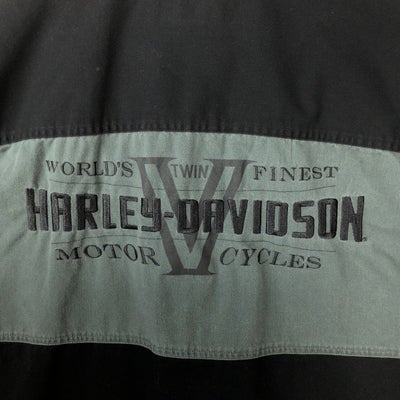 WORLD'S TWIN FINEST
V
HARLEY-DAVIDSON
MOTOR CYCLES